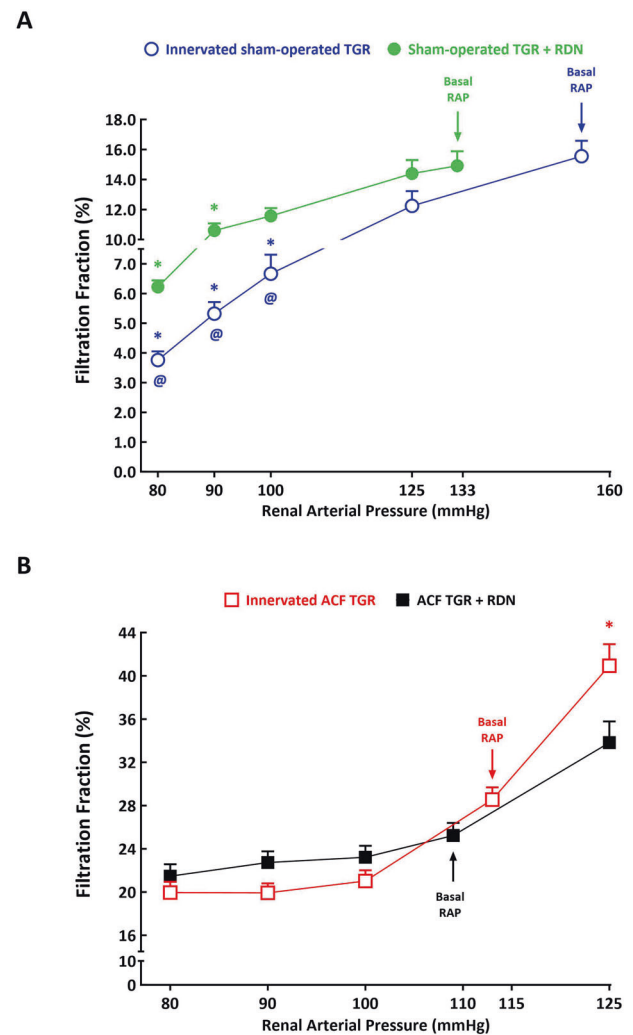 A
Innervated sham-operated TGR Sham-operated TGR + RDN
Basal RAP
Basal RAP
Filtration Fraction (%)
18.0
16.0
14.0
12.0
10.0
7.0
6.0
5.0
4.0
3.0
2.0
1.0
0.0
* * * * *
@ @ @
80 90 100 125 133 160
Renal Arterial Pressure (mmHg)
B
Innervated ACF TGR ACF TGR + RDN
*
Basal RAP
Basal RAP
Filtration Fraction (%)
44
40
36
32
28
24
20
16
10
0
80 90 100 110 115 125
Renal Arterial Pressure (mmHg)